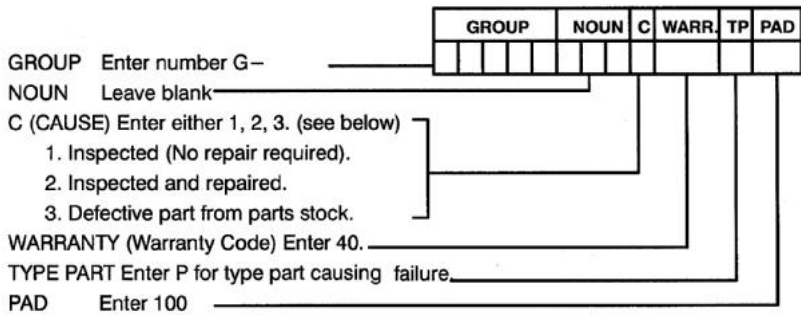 GROUP NOUN C WARR. TP PAD
GROUP Enter number G–
NOUN Leave blank
C (CAUSE) Enter either 1, 2, 3. (see below)
1. Inspected (No repair required).
2. Inspected and repaired.
3. Defective part from parts stock.
WARRANTY (Warranty Code) Enter 40.
TYPE PART Enter P for type part causing failure.
PAD Enter 100